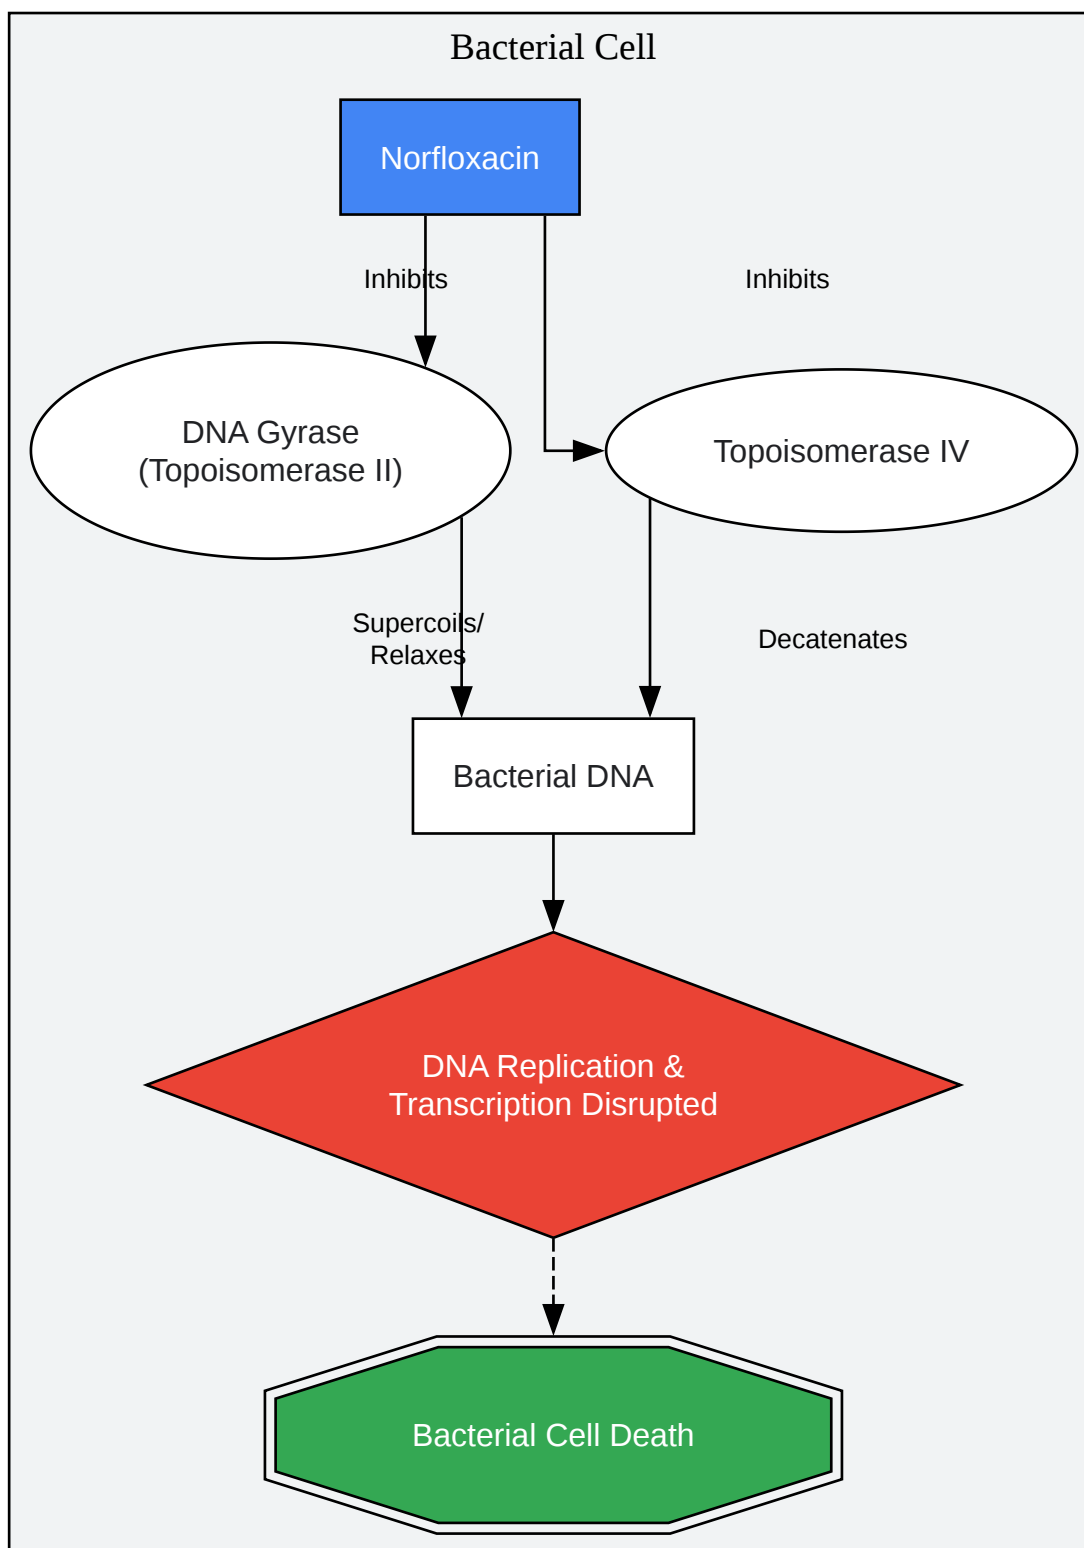 Bacterial Cell
Norfloxacin
Inhibits
Inhibits
DNA Gyrase
(Topoisomerase II)
Topoisomerase IV
Supercoils/
Relaxes
Decatenates
Bacterial DNA
DNA Replication &
Transcription Disrupted
Bacterial Cell Death